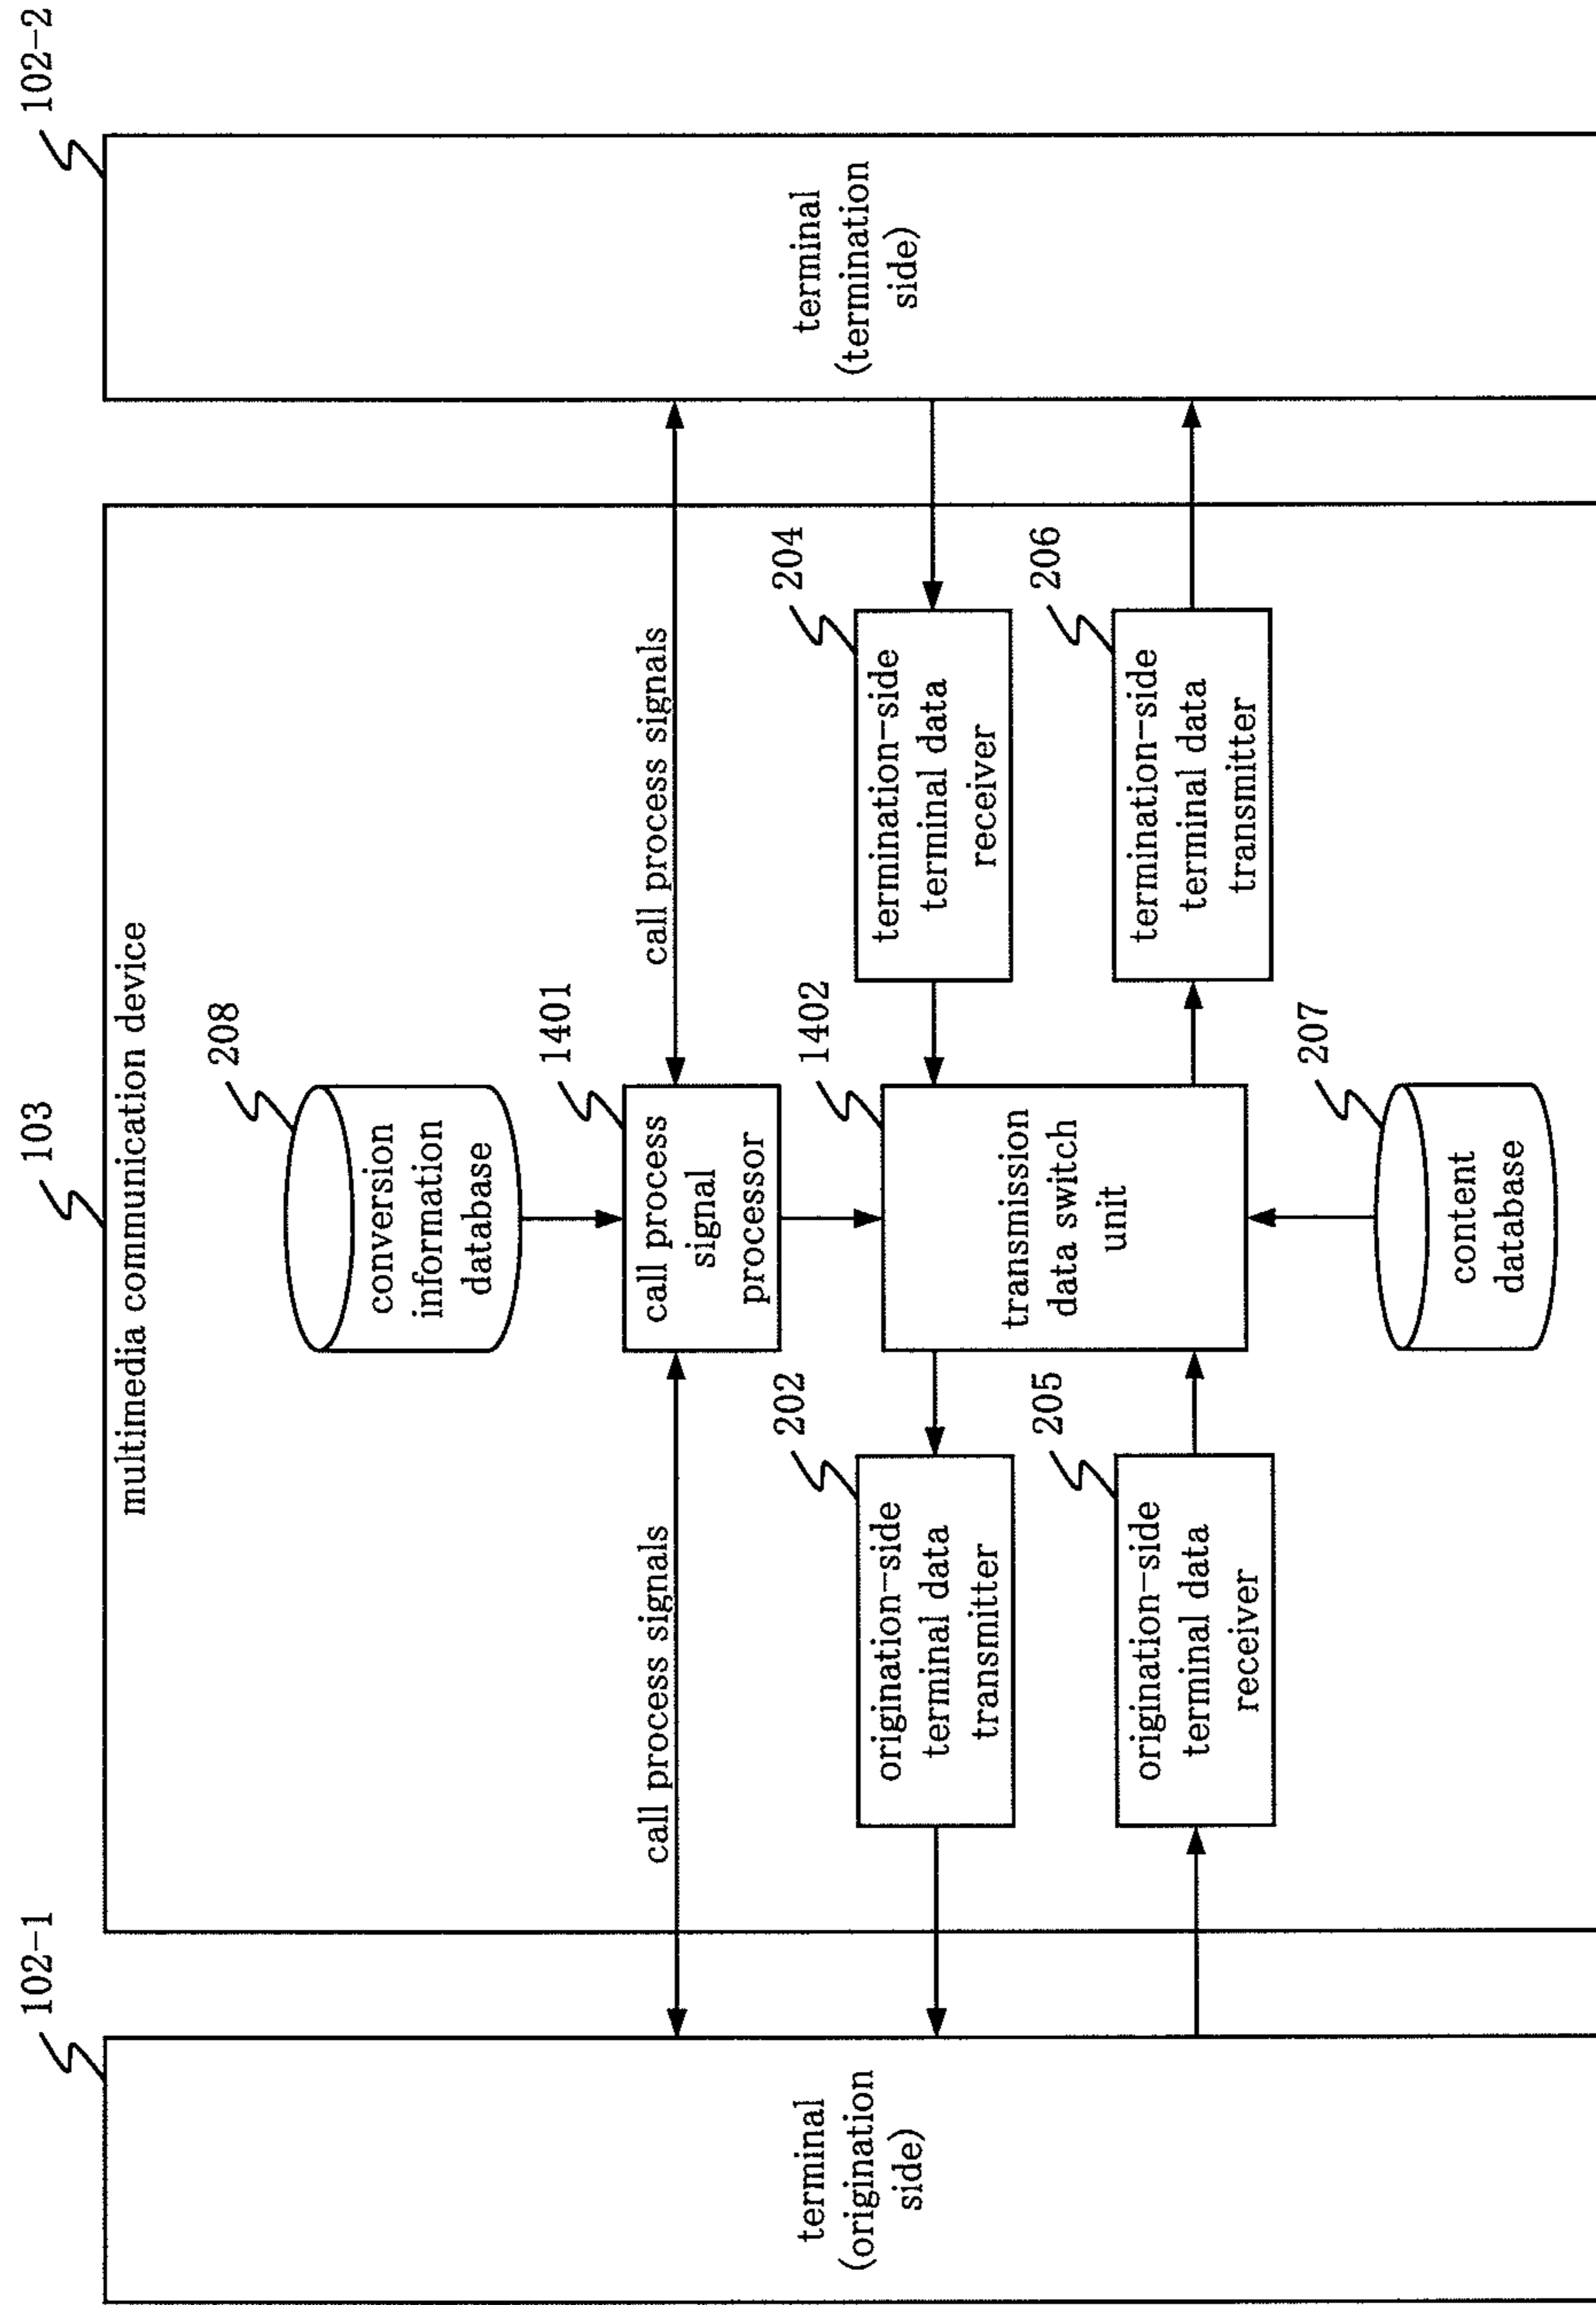 102-1
103
102-2
multimedia communication device
208
conversion
information
database
1401
call process signals
call process
signal
processor
call process signals
terminal
(origination
side)
202
origination-side
terminal data
transmitter
1402
transmission
data switch
unit
204
termination-side
terminal data
receiver
terminal
(termination
side)
205
origination-side
terminal data
receiver
206
termination-side
terminal data
transmitter
207
content
database